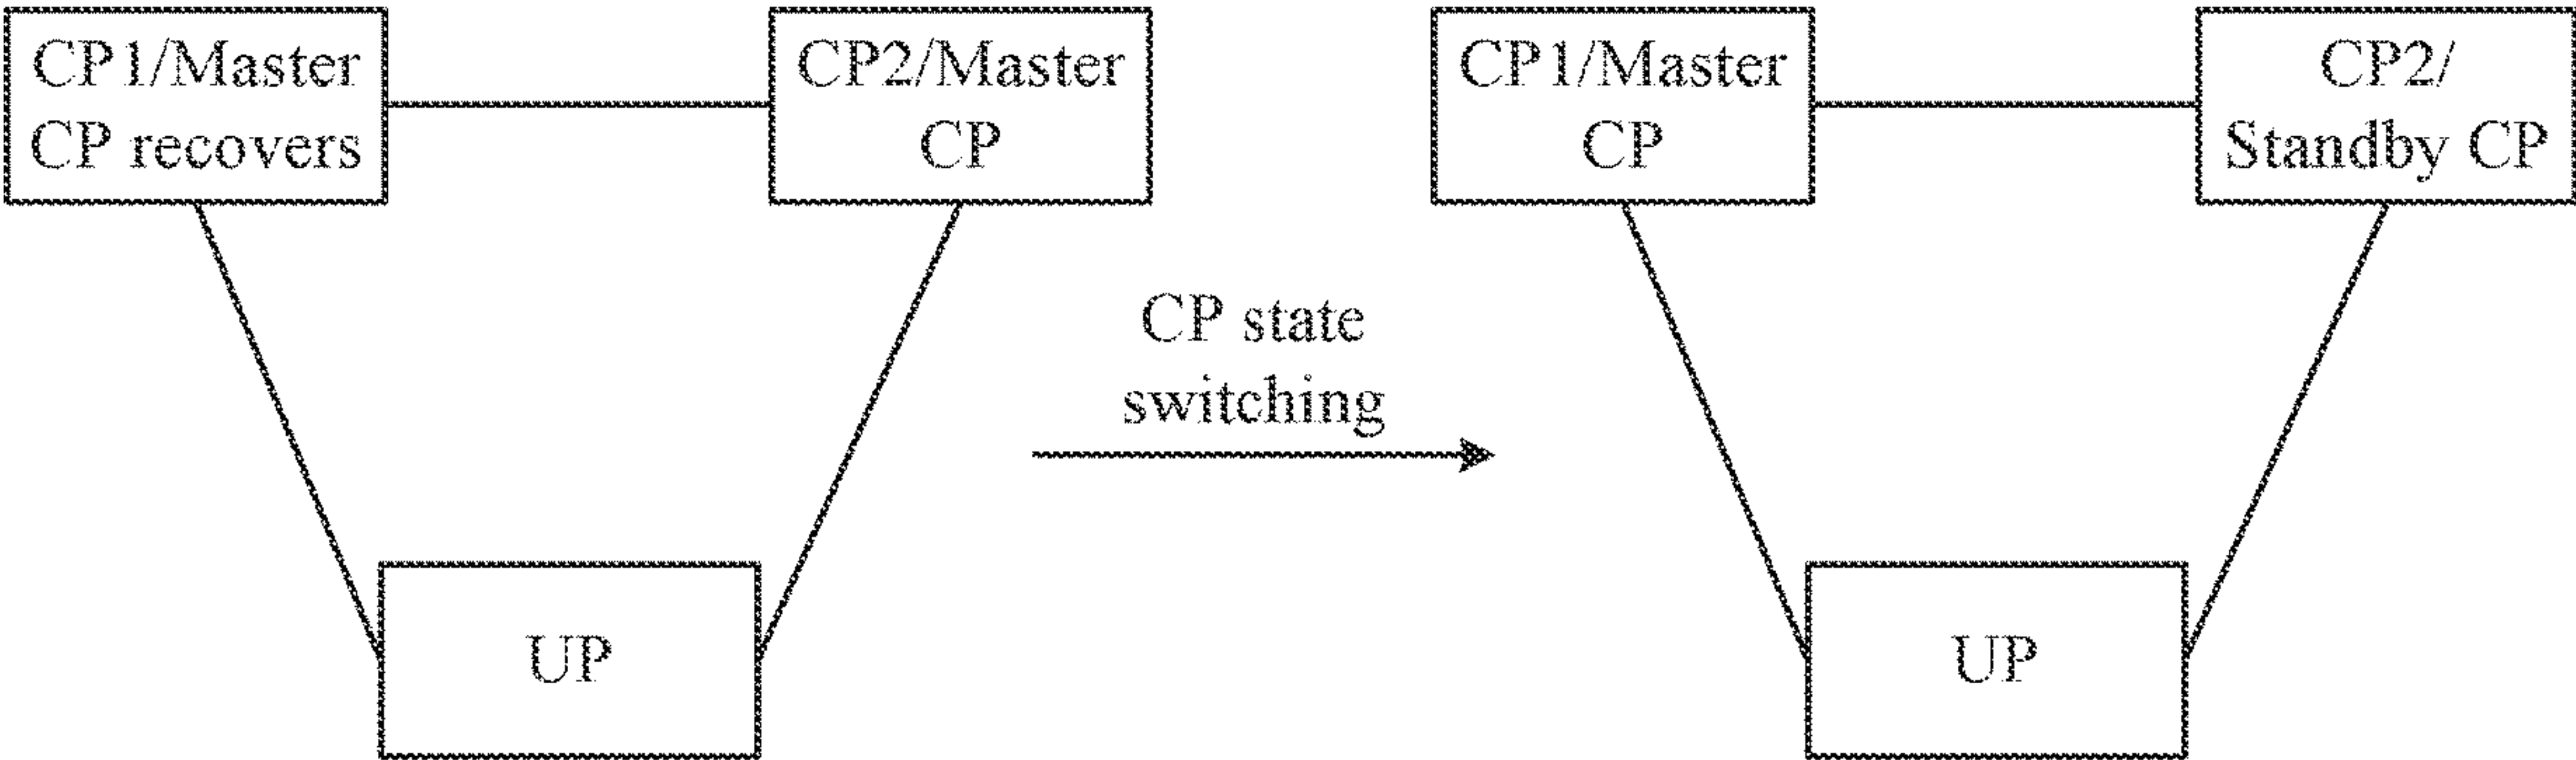 CP1/Master
CP recovers
CP2/Master
CP
UP
CP state
switching
CP1/Master
CP
CP2/
Standby CP
UP